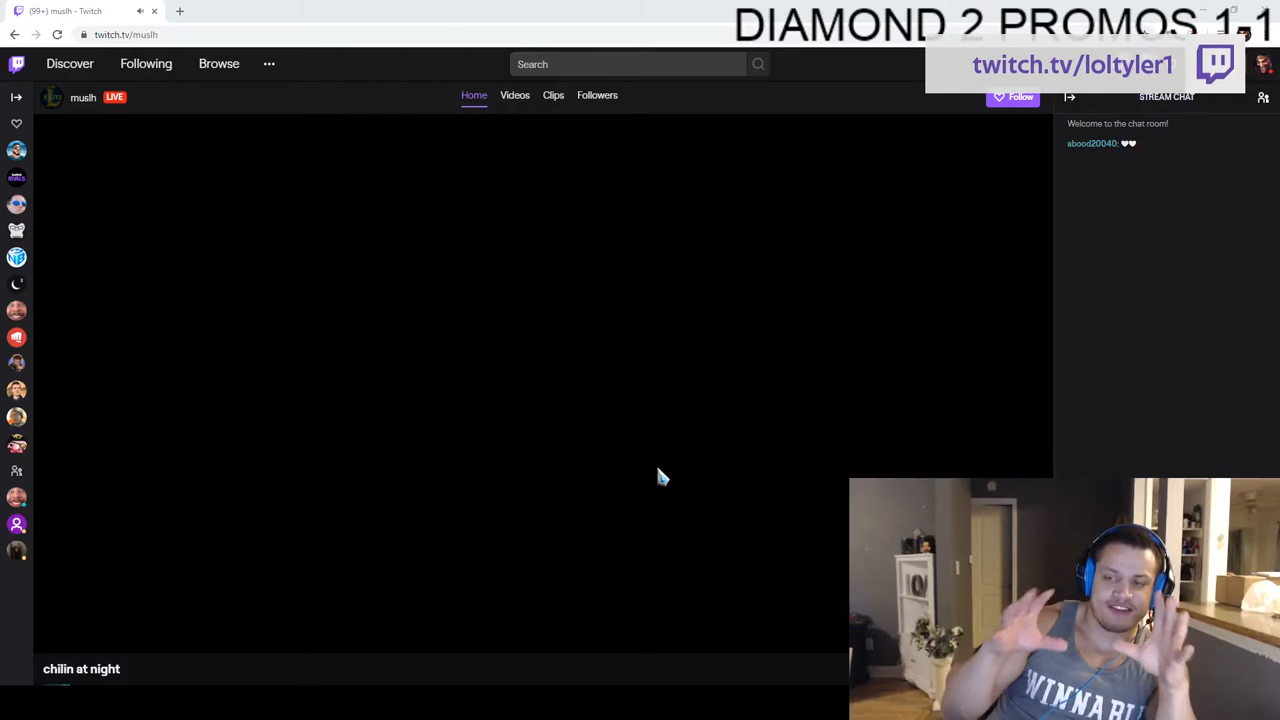 (99+) muslh - Twitch
DIAMOND 2 PROMOS 1-1
twitch.tv/muslh
twitch.tv/loltyler1
Discover
Following
Browse
Search
muslh
LIVE
Home
Videos
Clips
Followers
Follow
STREAM CHAT
Welcome to the chat room!
abood20040:
chilin at night
WINNABL